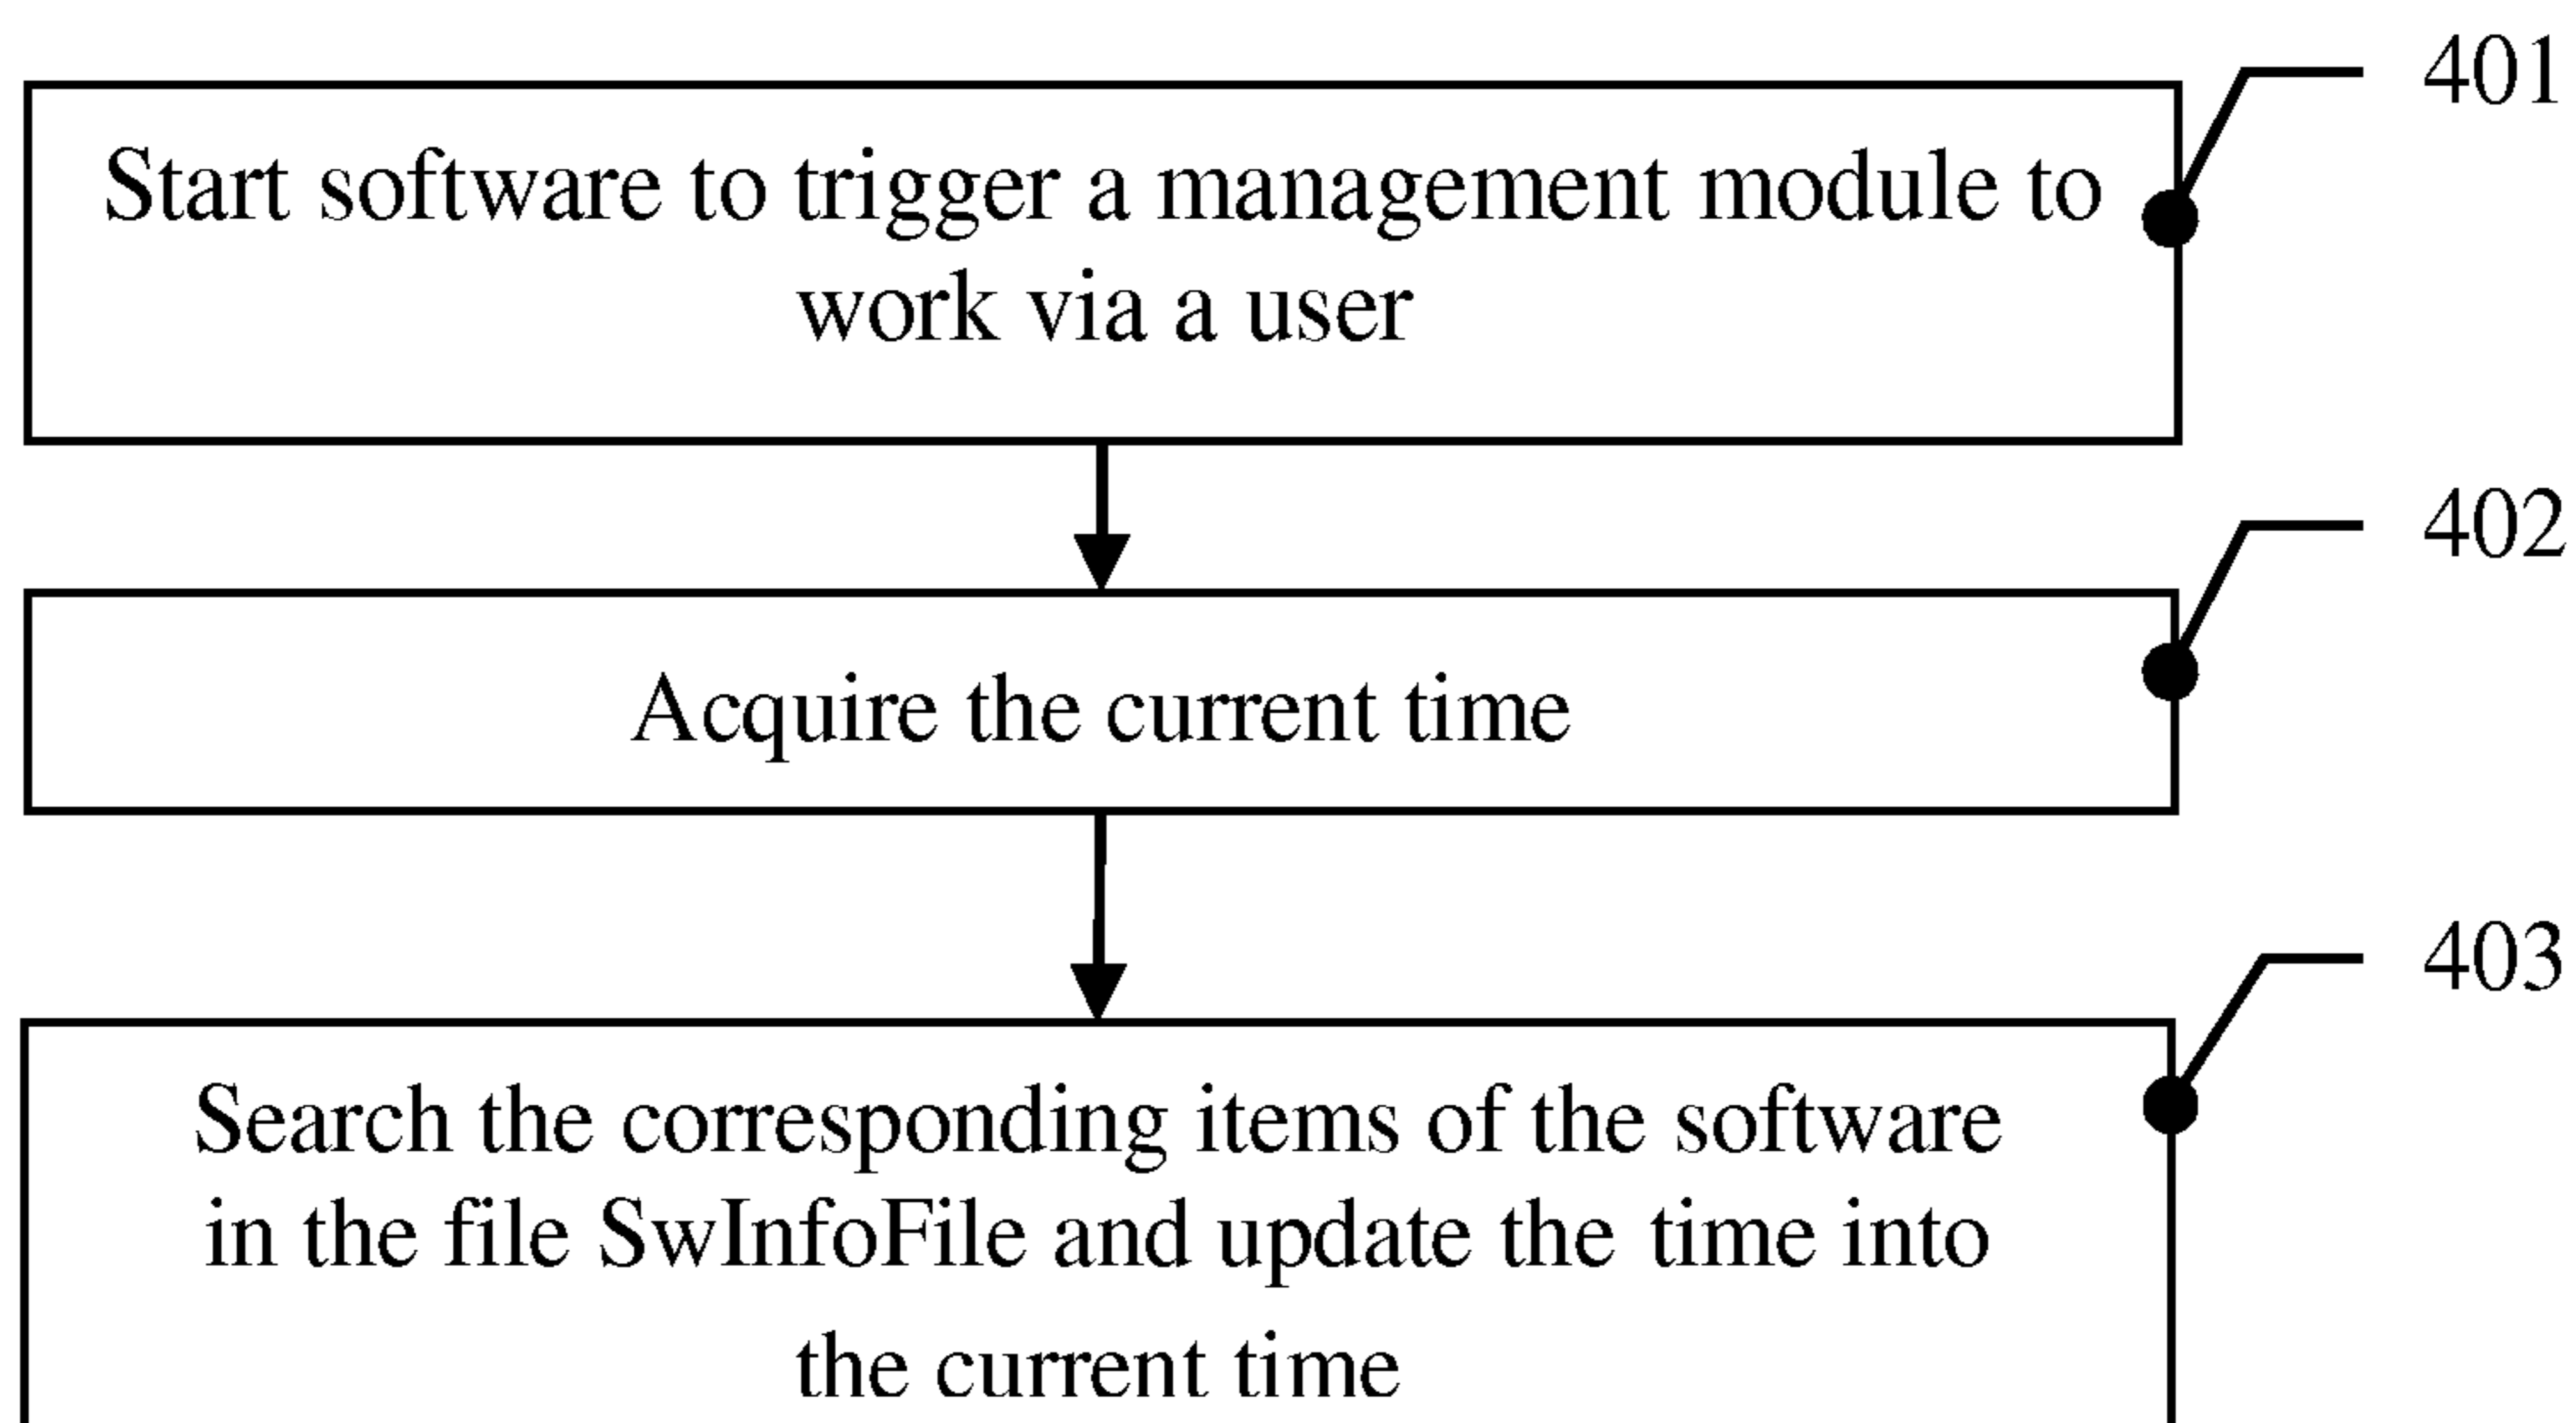 401
Start software to trigger a management module to
work via a user
402
Acquire the current time
403
Search the corresponding items of the software
in the file SwInfoFile and update the time into
the current time